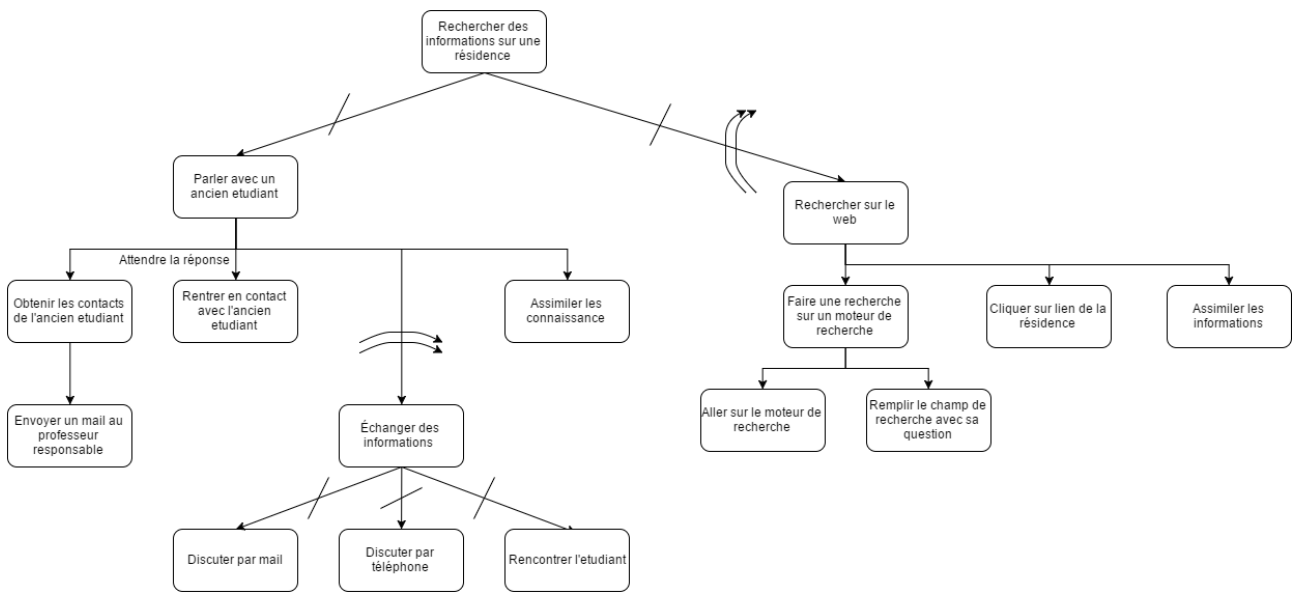 Rechercher des
informations sur une
résidence
Parler avec un
ancien etudiant
Rechercher sur le
web
Attendre la réponse
Obtenir les contacts
de l'ancien etudiant
Rentrer en contact
avec l'ancien
etudiant
Assimiler les
connaissance
Faire une recherche
sur un moteur de
recherche
Cliquer sur lien de la
résidence
Assimiler les
informations
Envoyer un mail au
professeur
responsable
Échanger des
informations
Aller sur le moteur de
recherche
Remplir le champ de
recherche avec sa
question
Discuter par mail
Discuter par
téléphone
Rencontrer l'etudiant